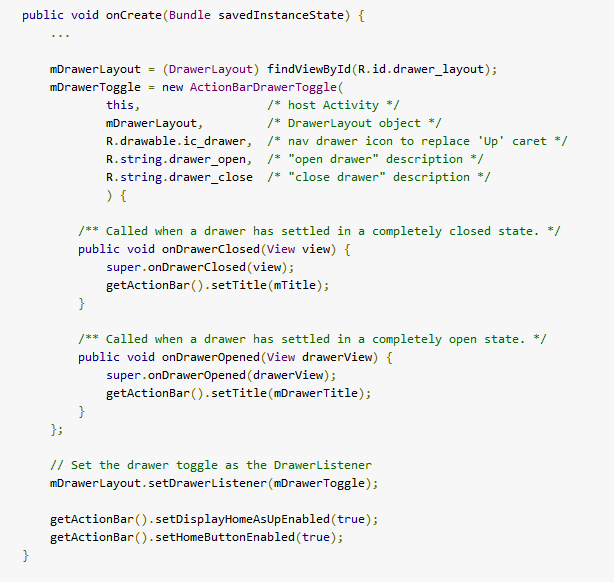 public void onCreate(Bundle savedInstanceState) {
    ...

    mDrawerLayout = (DrawerLayout) findViewById(R.id.drawer_layout);
    mDrawerToggle = new ActionBarDrawerToggle(
            this,                  /* host Activity */
            mDrawerLayout,         /* DrawerLayout object */
            R.drawable.ic_drawer,  /* nav drawer icon to replace 'Up' caret */
            R.string.drawer_open,  /* "open drawer" description */
            R.string.drawer_close  /* "close drawer" description */
            ) {

        /** Called when a drawer has settled in a completely closed state. */
        public void onDrawerClosed(View view) {
            super.onDrawerClosed(view);
            getActionBar().setTitle(mTitle);
        }

        /** Called when a drawer has settled in a completely open state. */
        public void onDrawerOpened(View drawerView) {
            super.onDrawerOpened(drawerView);
            getActionBar().setTitle(mDrawerTitle);
        }
    };

    // Set the drawer toggle as the DrawerListener
    mDrawerLayout.setDrawerListener(mDrawerToggle);

    getActionBar().setDisplayHomeAsUpEnabled(true);
    getActionBar().setHomeButtonEnabled(true);
}